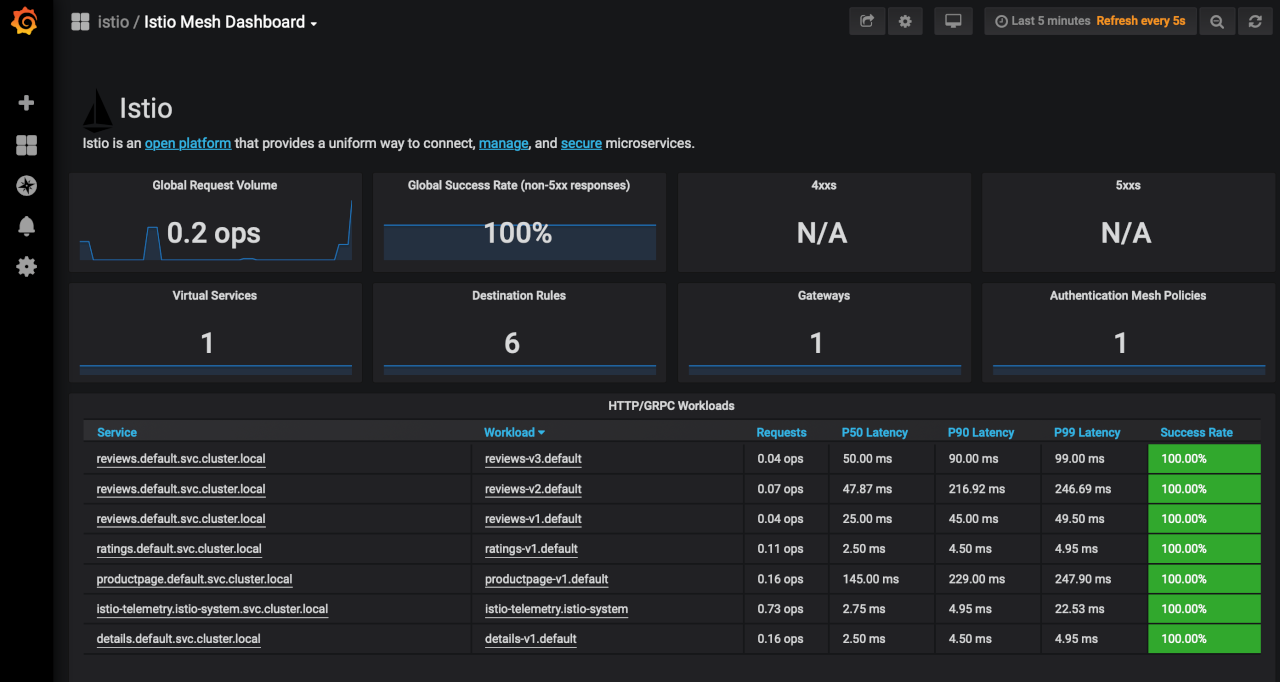 istio / Istio Mesh Dashboard
Last 5 minutes Refresh every 5s
Istio
Istio is an open platform that provides a uniform way to connect, manage, and secure microservices.
Global Request Volume
0.2 ops
Global Success Rate (non-5xx responses)
100%
4xxs
N/A
5xxs
N/A
Virtual Services
1
Destination Rules
6
Gateways
1
Authentication Mesh Policies
1
HTTP/GRPC Workloads
Service Workload Requests P50 Latency P90 Latency P99 Latency Success Rate
reviews.default.svc.cluster.local reviews-v3.default 0.04 ops 50.00 ms 90.00 ms 99.00 ms 100.00%
reviews.default.svc.cluster.local reviews-v2.default 0.07 ops 47.87 ms 216.92 ms 246.69 ms 100.00%
reviews.default.svc.cluster.local reviews-v1.default 0.04 ops 25.00 ms 45.00 ms 49.50 ms 100.00%
ratings.default.svc.cluster.local ratings-v1.default 0.11 ops 2.50 ms 4.50 ms 4.95 ms 100.00%
productpage.default.svc.cluster.local productpage-v1.default 0.16 ops 145.00 ms 229.00 ms 247.90 ms 100.00%
istio-telemetry.istio-system.svc.cluster.local istio-telemetry.istio-system 0.73 ops 2.75 ms 4.95 ms 22.53 ms 100.00%
details.default.svc.cluster.local details-v1.default 0.16 ops 2.50 ms 4.50 ms 4.95 ms 100.00%